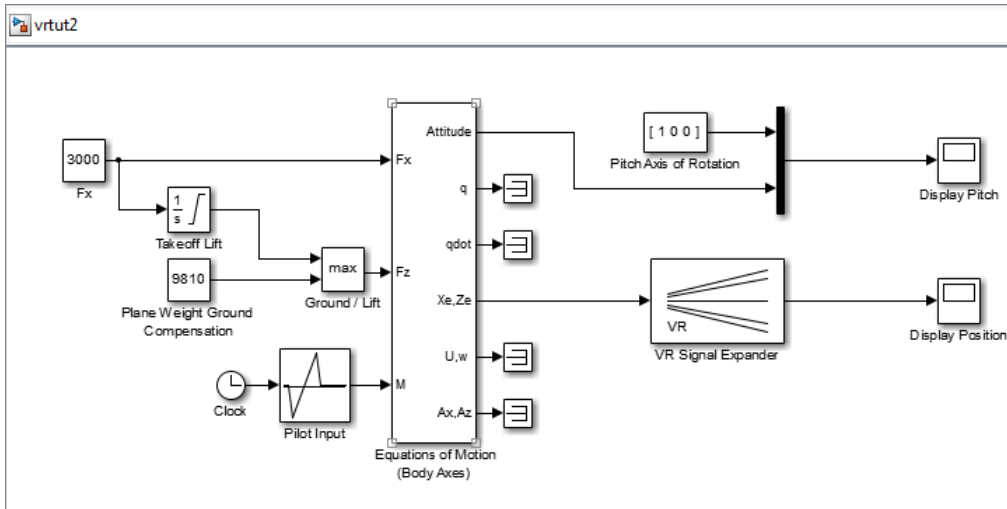 vrtut2
Attitude
[ 1 0 0 ]
Pitch Axis of Rotation
3000
Fx
Fx
Display Pitch
q
1
s
Takeoff Lift
qdot
9810
max
Fz
Ground / Lift
Plane Weight Ground
Compensation
Xe,Ze
VR
VR Signal Expander
Display Position
U,w
Clock
Pilot Input
M
Ax,Az
Equations of Motion
(Body Axes)